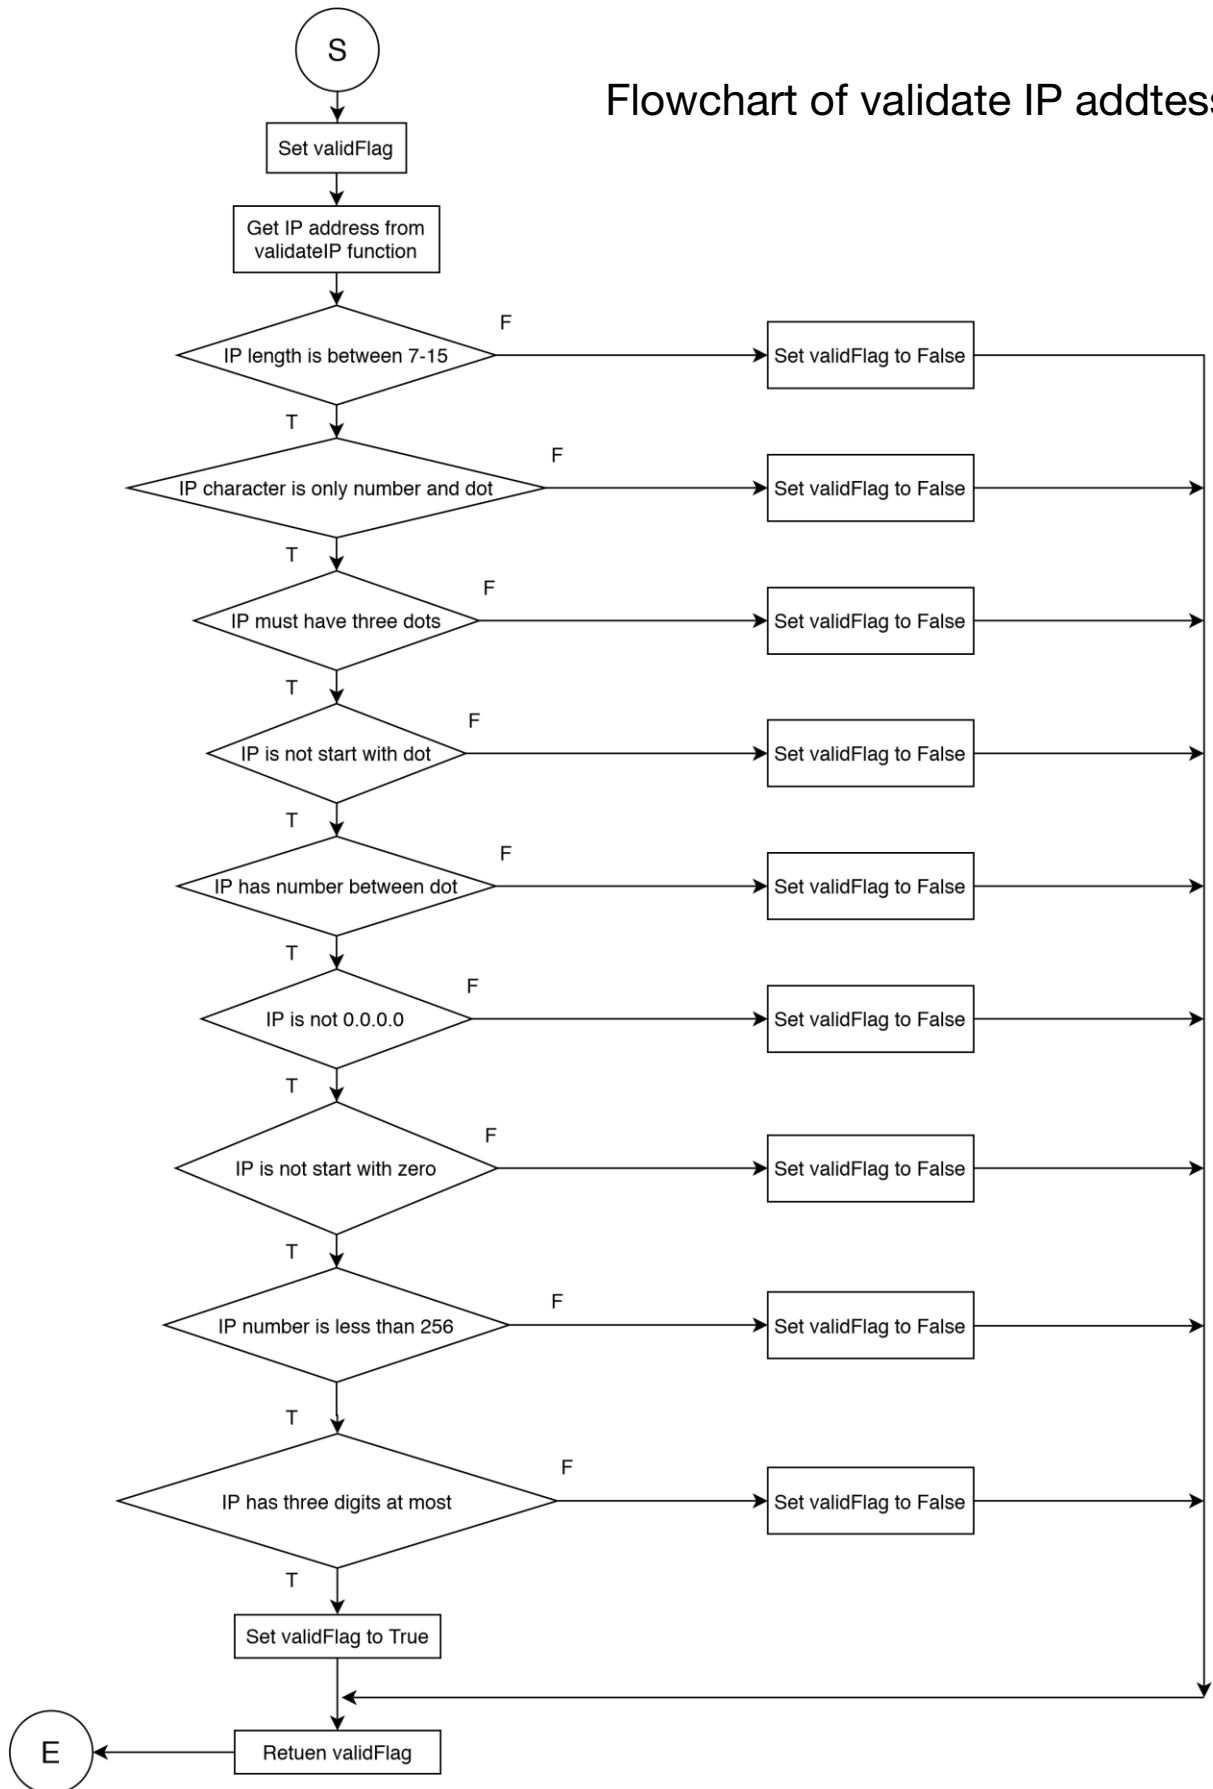 S
Flowchart of validate IP addtess
Set validFlag
Get IP address from
validateIP function
F
IP length is between 7-15
Set validFlag to False
T
F
IP character is only number and dot
Set validFlag to False
T
F
IP must have three dots
Set validFlag to False
T
F
IP is not start with dot
Set validFlag to False
T
F
IP has number between dot
Set validFlag to False
T
F
IP is not 0.0.0.0
Set validFlag to False
T
F
IP is not start with zero
Set validFlag to False
T
F
IP number is less than 256
Set validFlag to False
T
F
IP has three digits at most
Set validFlag to False
T
Set validFlag to True
E
Retuen validFlag